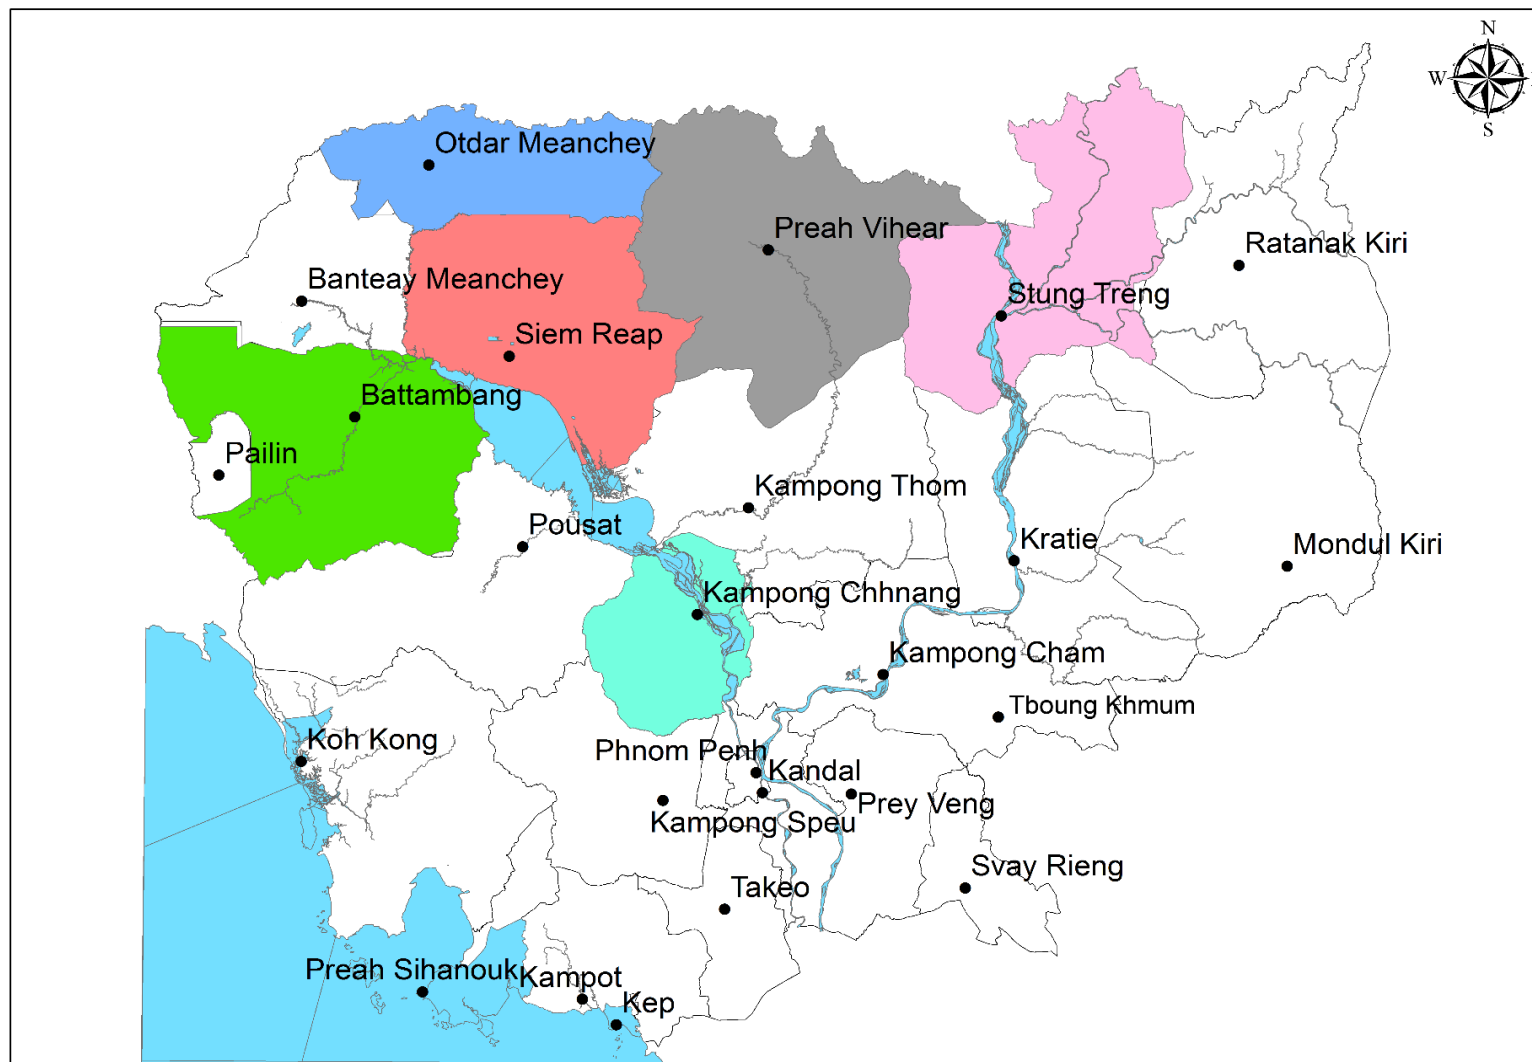 N
W
S
Otdar Meanchey
Preah Vihear
Ratanak Kiri
Banteay Meanchey
Stung Treng
Siem Reap
Battambang
Pailin
Kampong Thom
Pousat
Kratie
Mondul Kiri
Kampong Chhnang
Kampong Cham
Tboung Khmum
Koh Kong
Phnom Penh
Kandal
Prey Veng
Kampong Speu
Svay Rieng
Takeo
Preah Sihanouk
Kampot
Kep